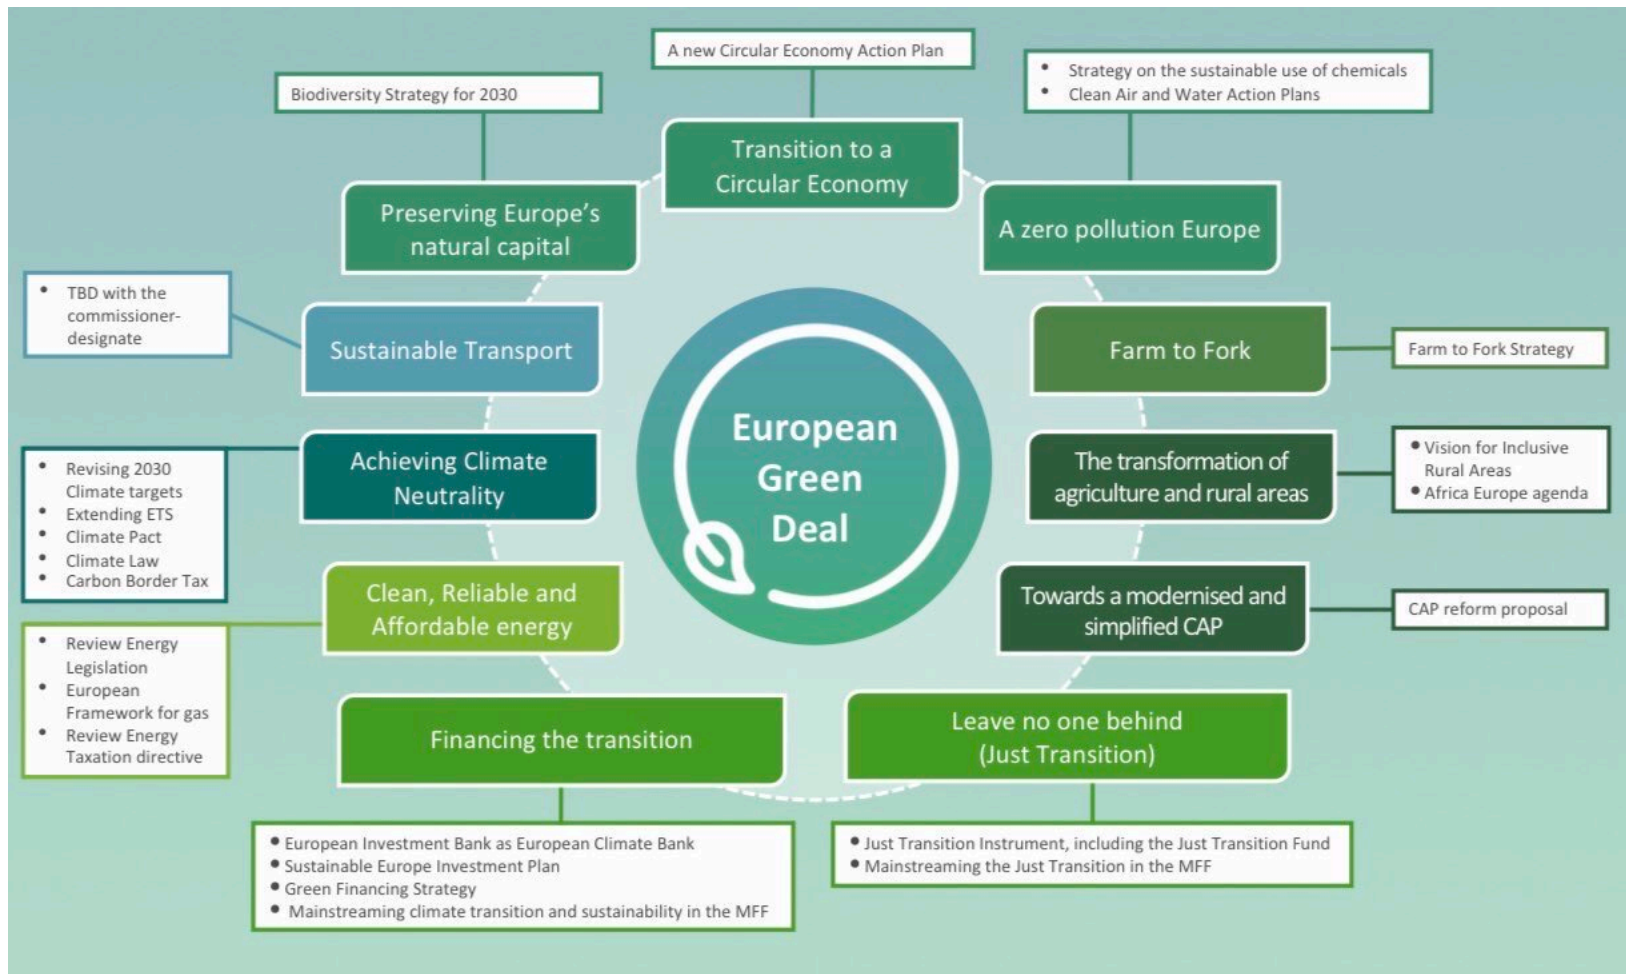 A new Circular Economy Action Plan
Biodiversity Strategy for 2030
• Strategy on the sustainable use of chemicals
• Clean Air and Water Action Plans
Transition to a
Circular Economy
Preserving Europe's
natural capital
A zero pollution Europe
• TBD with the
commissioner-
designate
Sustainable Transport
Farm to Fork
Farm to Fork Strategy
European
Green
Deal
• Revising 2030
Climate targets
• Extending ETS
• Climate Pact
• Climate Law
• Carbon Border Tax
Achieving Climate
Neutrality
The transformation of
agriculture and rural areas
• Vision for Inclusive
Rural Areas
• Africa Europe agenda
Clean, Reliable and
Affordable energy
Towards a modernised and
simplified CAP
CAP reform proposal
• Review Energy
Legislation
• European
Framework for gas
• Review Energy
Taxation directive
Financing the transition
Leave no one behind
(Just Transition)
• European Investment Bank as European Climate Bank
• Sustainable Europe Investment Plan
• Green Financing Strategy
• Mainstreaming climate transition and sustainability in the MFF
• Just Transition Instrument, including the Just Transition Fund
• Mainstreaming the Just Transition in the MFF